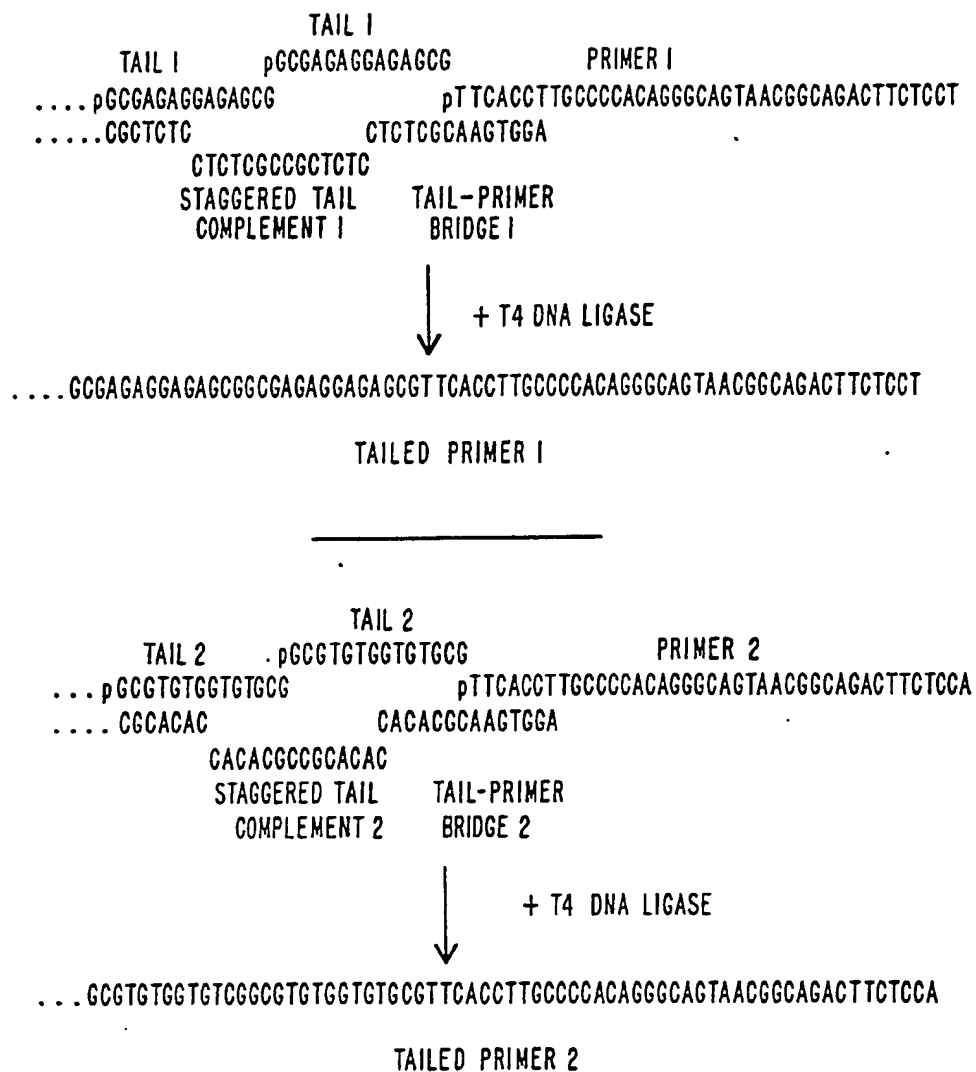 TAIL 1
TAIL 1 pGCGAGAGGAGAGCG PRIMER 1
....pGCGAGAGGAGAGCG pTTCACCTTGCCCCACAGGGCAGTAACGGCAGACTTCTCCT
.....CGCTCTC CTCTCGCAAGTGGA
CTCTCGCCGCTCTC
STAGGERED TAIL TAIL-PRIMER
COMPLEMENT 1 BRIDGE 1
+ T4 DNA LIGASE
....GCGAGAGGAGAGCGGCGAGAGGAGAGCGTTCACCTTGCCCCACAGGGCAGTAACGGCAGACTTCTCCT
TAILED PRIMER 1
TAIL 2
TAIL 2 pGCGTGTGGTGTGCG PRIMER 2
...pGCGTGTGGTGTGCG pTTCACCTTGCCCCACAGGGCAGTAACGGCAGACTTCTCCA
....CGCACAC CACACGCAAGTGGA
CACACGCCGCACAC
STAGGERED TAIL TAIL-PRIMER
COMPLEMENT 2 BRIDGE 2
+ T4 DNA LIGASE
...GCGTGTGGTGTCGGCGTGTGGTGTGCGTTCACCTTGCCCCACAGGGCAGTAACGGCAGACTTCTCCA
TAILED PRIMER 2